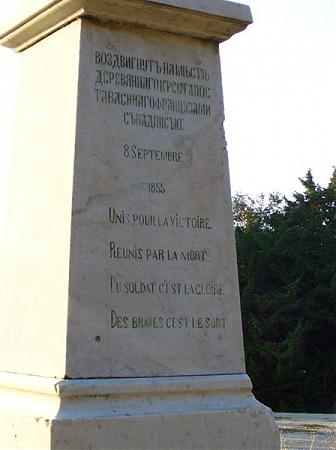 ВОЗДВИГНУТЪ НА МѢСТѢ
ДЕРЕВЯННАГО КРЕСТА ПОС
ТАВЛЕННАГО ФРАНЦУЗАМИ
СЪ НАДПИСЬЮ:
8 SEPTEMBRE
1855
UNIS POUR LA VICTOIRE.
REUNIS PAR LA MORT
DU SOLDAT C'EST LA GLOIRE
DES BRAVES C'EST LE SORT